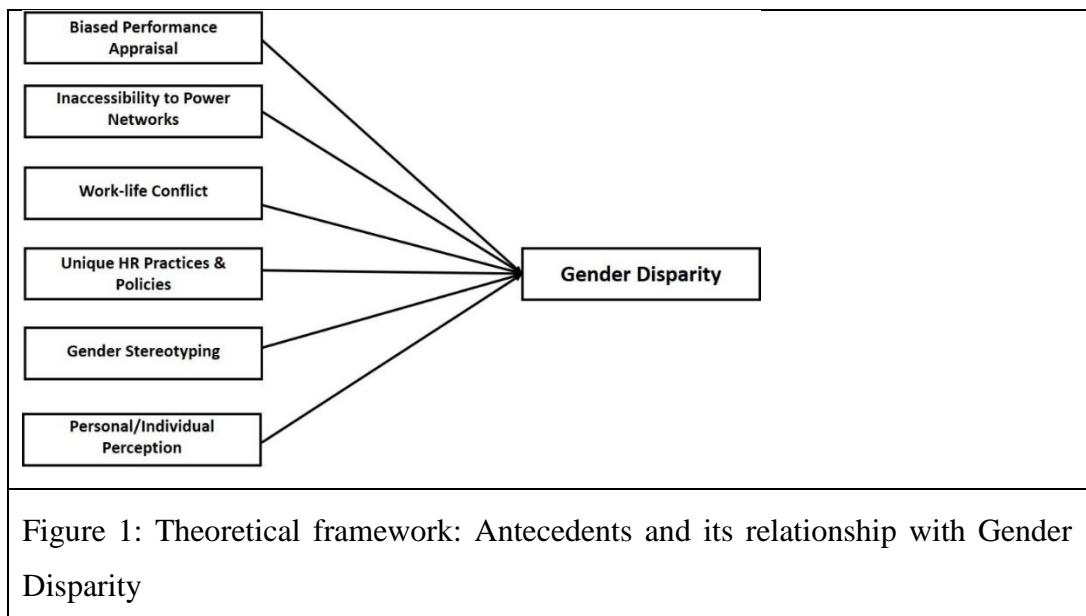 Biased Performance
Appraisal
Inaccessibility to Power
Networks
Work-life Conflict
Unique HR Practices &
Policies
Gender Disparity
Gender Stereotyping
Personal/Individual
Perception
Figure 1: Theoretical framework: Antecedents and its relationship with Gender
Disparity